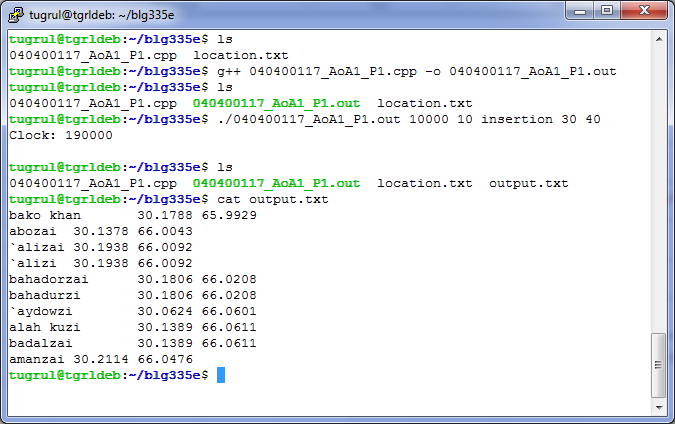 tugrul@tgrldeb: ~/blg335e
tugrul@tgrldeb:~/blg335e$ ls
040400117_AoA1_P1.cpp  location.txt
tugrul@tgrldeb:~/blg335e$ g++ 040400117_AoA1_P1.cpp -o 040400117_AoA1_P1.out
tugrul@tgrldeb:~/blg335e$ ls
040400117_AoA1_P1.cpp  040400117_AoA1_P1.out  location.txt
tugrul@tgrldeb:~/blg335e$ ./040400117_AoA1_P1.out 10000 10 insertion 30 40
Clock: 190000

tugrul@tgrldeb:~/blg335e$ ls
040400117_AoA1_P1.cpp  040400117_AoA1_P1.out  location.txt  output.txt
tugrul@tgrldeb:~/blg335e$ cat output.txt
bako khan       30.1788 65.9929
abozai  30.1378 66.0043
`alizai 30.1938 66.0092
`alizi  30.1938 66.0092
bahadorzai      30.1806 66.0208
bahadurzi       30.1806 66.0208
`aydowzi        30.0624 66.0601
alah kuzi       30.1389 66.0611
badalzai        30.1389 66.0611
amanzai 30.2114 66.0476
tugrul@tgrldeb:~/blg335e$